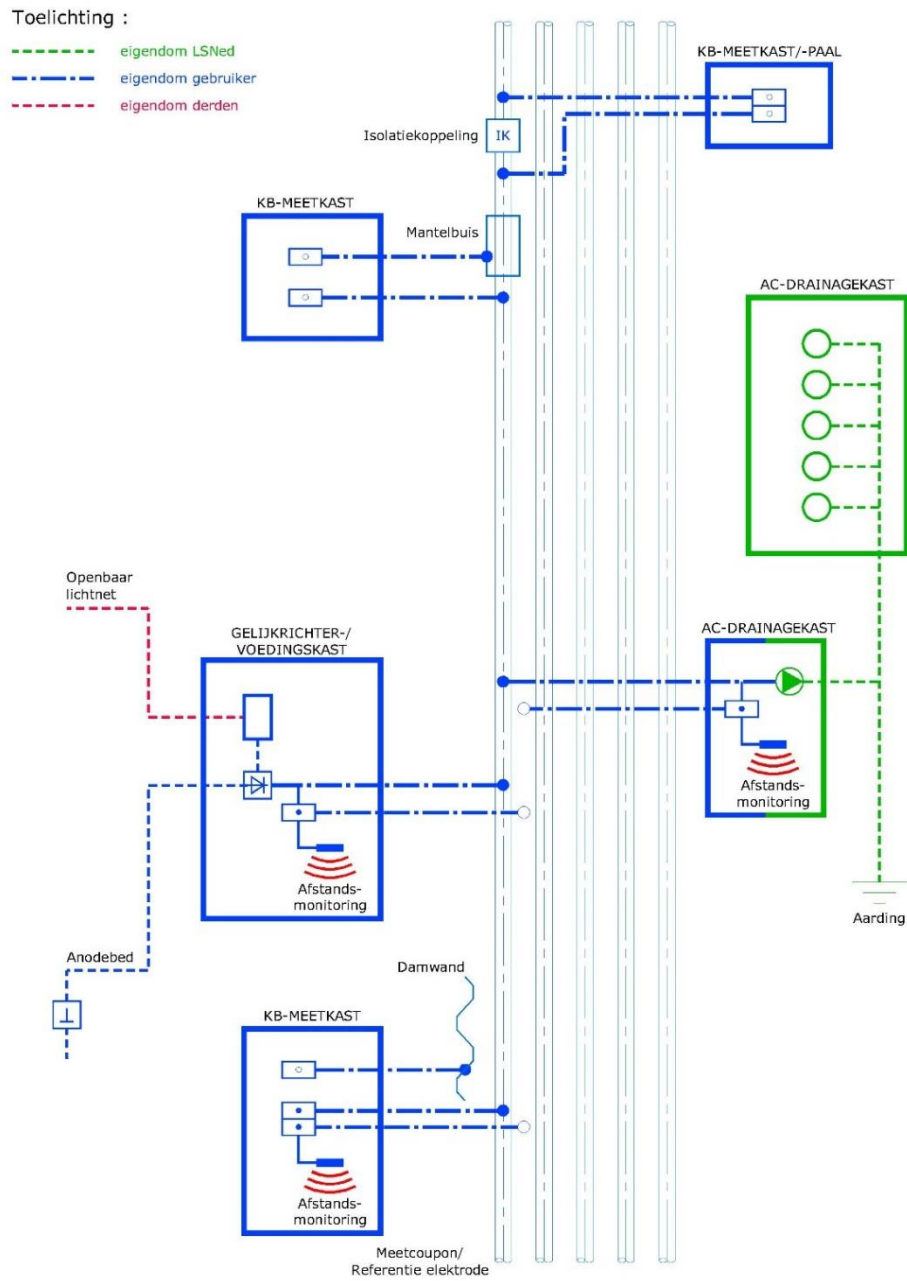 Toelichting :
eigendom LSNed
eigendom gebruiker
eigendom derden
KB-MEETKAST/-PAAL
Isolatiekoppeling
IK
KB-MEETKAST
Mantelbuis
AC-DRAINAGEKAST
Openbaar
lichtnet
GELIJKRICHTER-/
VOEDINGSKAST
AC-DRAINAGEKAST
Afstands-
monitoring
Afstands-
monitoring
Aarding
Anodebed
Damwand
KB-MEETKAST
Afstands-
monitoring
Meetcoupon/
Referentie elektrode